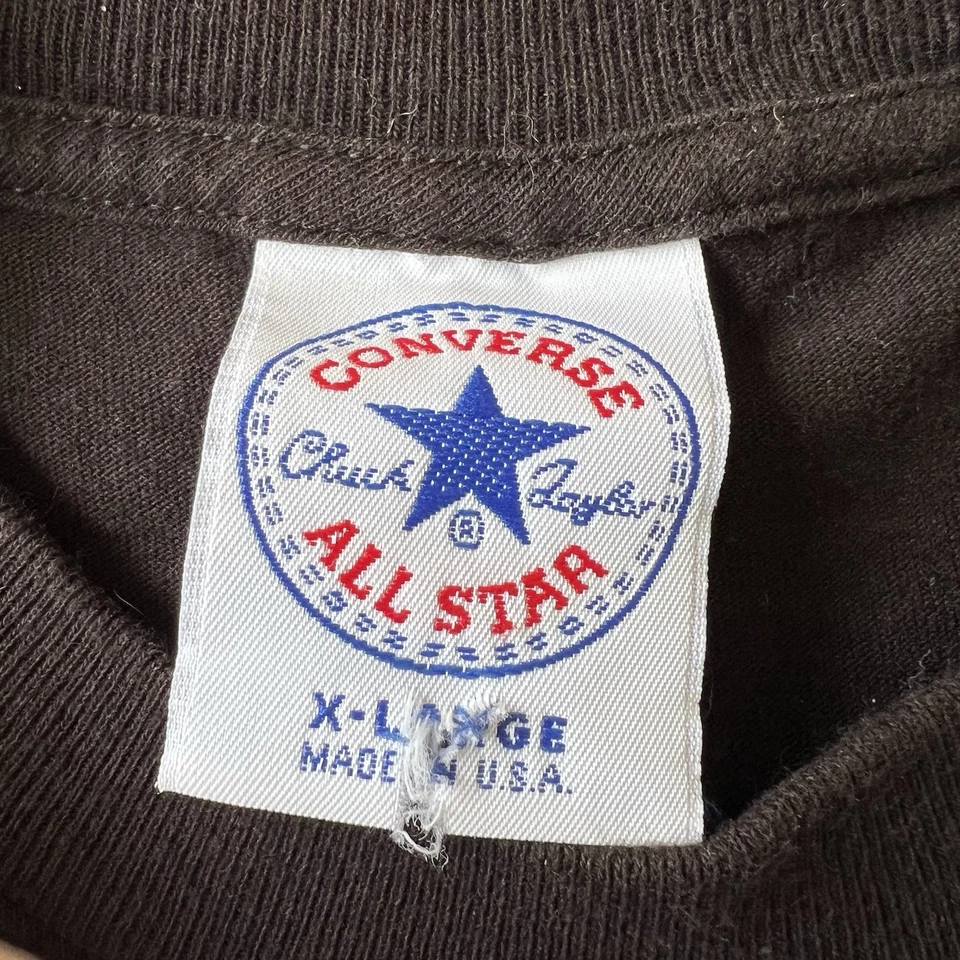 CONVERSE
Chuck Taylor
®
ALL STAR
X-LARGE
MADE IN U.S.A.